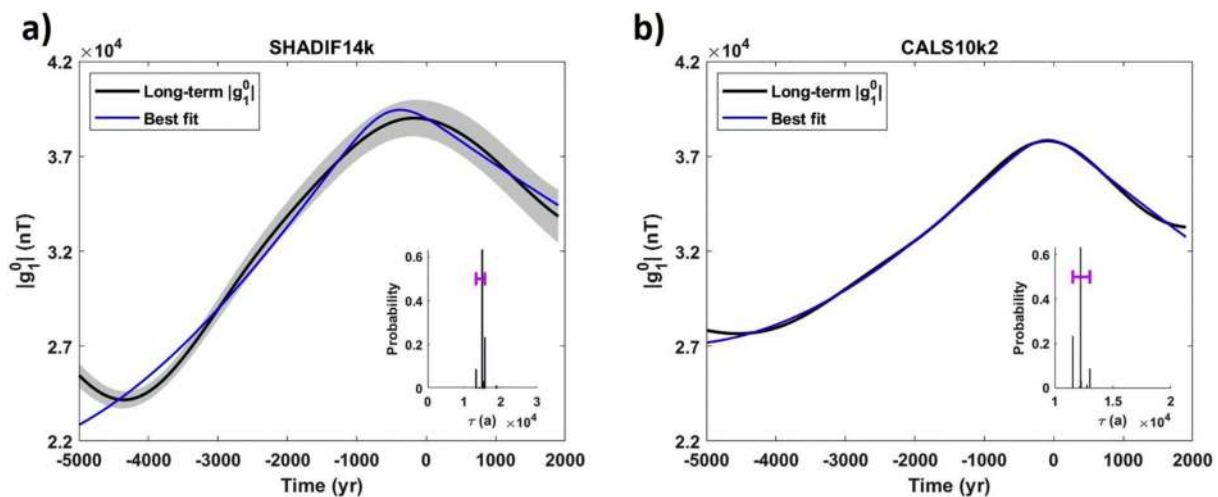 a)
SHADIF14k
×10⁴
4.2
3.7
3.2
2.7
2.2
|g₁⁰| (nT)
Long-term |g₁⁰|
Best fit
0.6
0.4
0.2
0
Probability
0 1 2 3
τ (a) ×10⁴
-5000 -4000 -3000 -2000 -1000 0 1000 2000
Time (yr)
b)
CALS10k2
×10⁴
4.2
3.7
3.2
2.7
2.2
|g₁⁰| (nT)
Long-term |g₁⁰|
Best fit
0.6
0.4
0.2
0
Probability
1 1.5 2
τ (a) ×10⁴
-5000 -4000 -3000 -2000 -1000 0 1000 2000
Time (yr)